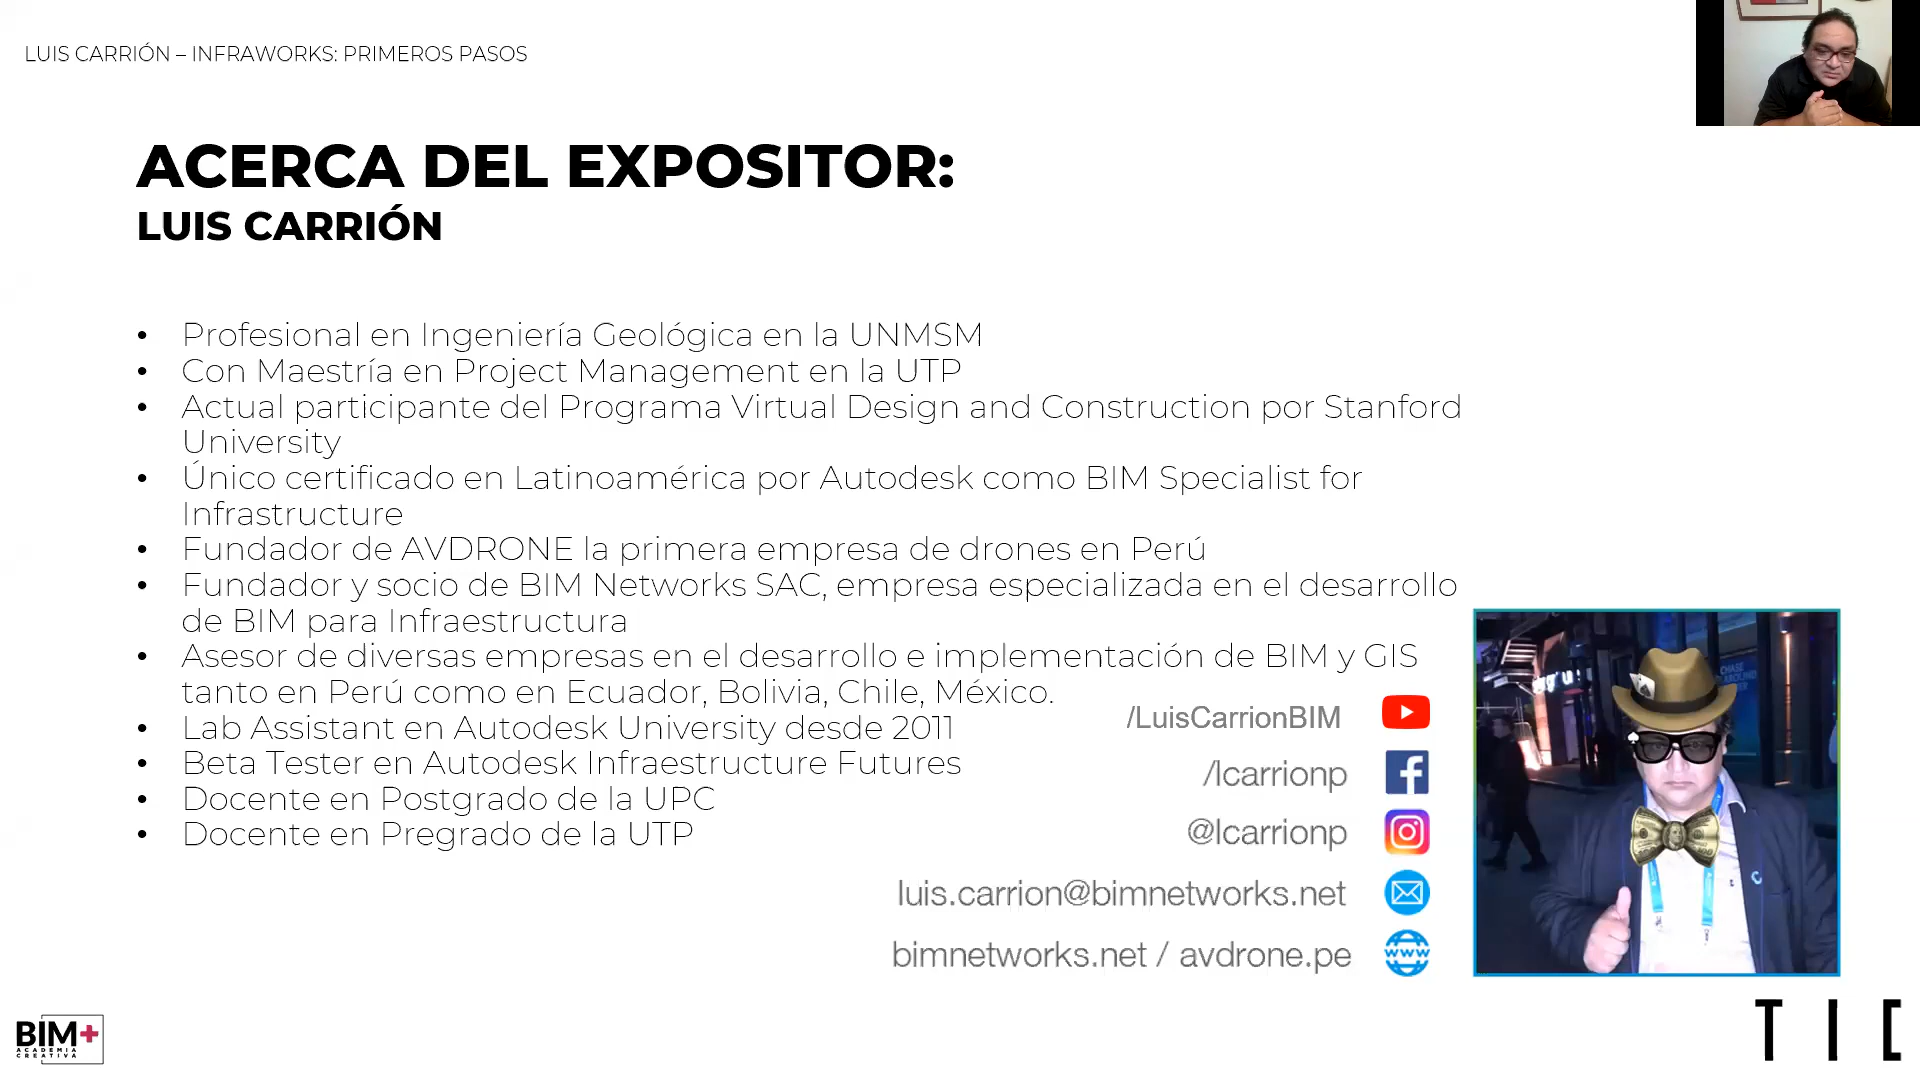 LUIS CARRIÓN – INFRAWORKS: PRIMEROS PASOS
ACERCA DEL EXPOSITOR:
LUIS CARRIÓN
• Profesional en Ingeniería Geológica en la UNMSM
• Con Maestría en Project Management en la UTP
• Actual participante del Programa Virtual Design and Construction por Stanford
University
• Único certificado en Latinoamérica por Autodesk como BIM Specialist for
Infrastructure
• Fundador de AVDRONE la primera empresa de drones en Perú
• Fundador y socio de BIM Networks SAC, empresa especializada en el desarrollo
de BIM para Infraestructura
• Asesor de diversas empresas en el desarrollo e implementación de BIM y GIS
tanto en Perú como en Ecuador, Bolivia, Chile, México.
• Lab Assistant en Autodesk University desde 2011
• Beta Tester en Autodesk Infraestructure Futures
• Docente en Postgrado de la UPC
• Docente en Pregrado de la UTP
/LuisCarrionBIM
/lcarrionp
@lcarrionp
luis.carrion@bimnetworks.net
bimnetworks.net / avdrone.pe
www
BIM+
ACADEMIA
CREATIVA
TIC